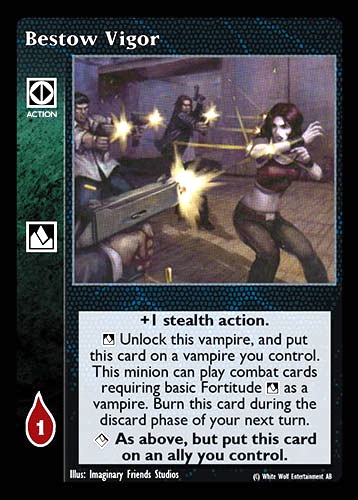 Bestow Vigor
ACTION
+1 stealth action.
Unlock this vampire, and put
this card on a vampire you control.
This minion can play combat cards
requiring basic Fortitude as a
vampire. Burn this card during the
discard phase of your next turn.
As above, but put this card
on an ally you control.
1
Illus: Imaginary Friends Studios
(C) White Wolf Entertainment AB